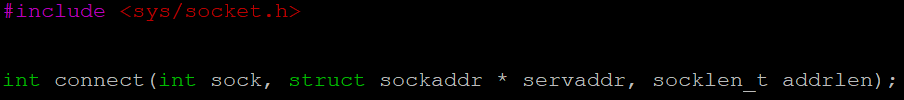 #include <sys/socket.h>
int connect(int sock, struct sockaddr * servaddr, socklen_t addrlen);